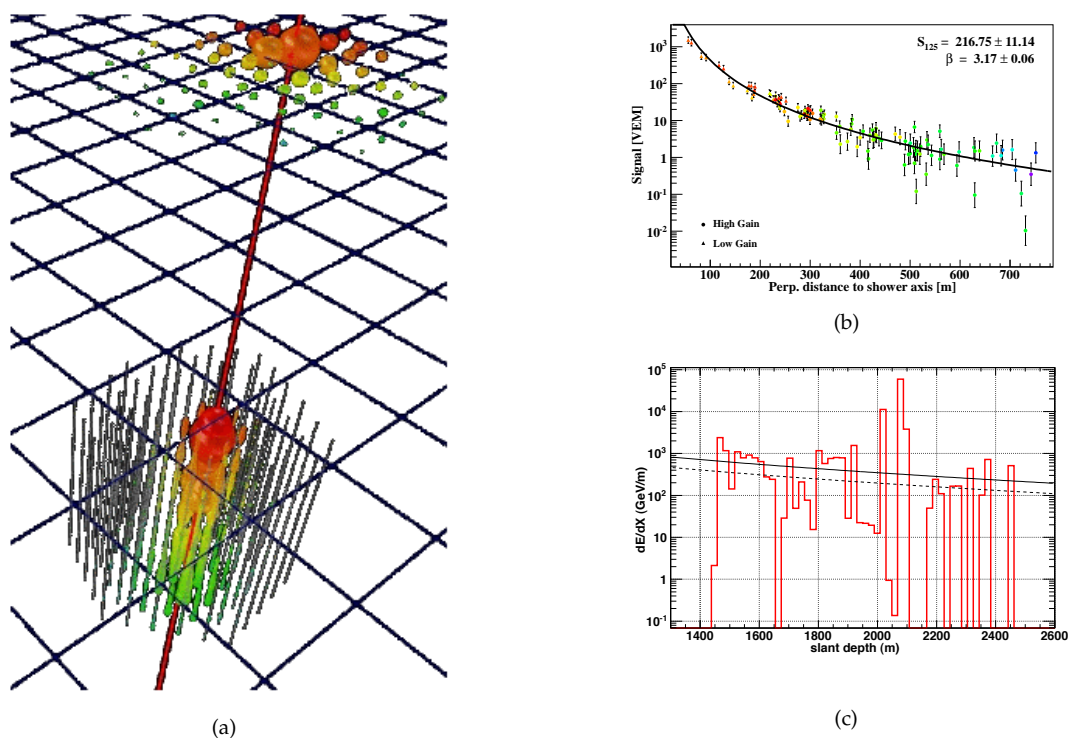 (a)
10³
10²
10
1
10⁻¹
10⁻²
Signal [VEM]
S₁₂₅ = 216.75 ± 11.14
β = 3.17 ± 0.06
High Gain
Low Gain
100 200 300 400 500 600 700
Perp. distance to shower axis [m]
(b)
10⁵
10⁴
10³
10²
10
1
10⁻¹
dE/dX (GeV/m)
1400 1600 1800 2000 2200 2400 2600
slant depth (m)
(c)